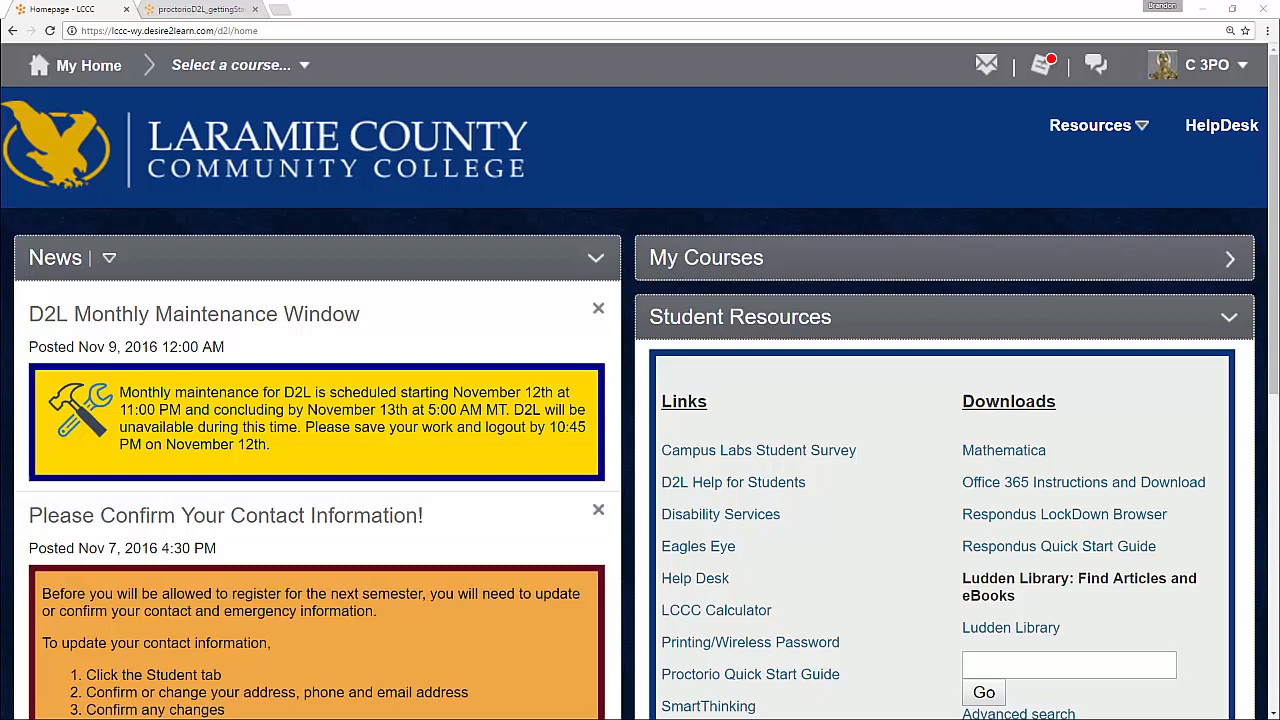 Homepage - LCCC
proctorioD2L_gettingSta
Brandon
https://lccc-wy.desire2learn.com/d2l/home
My Home
Select a course...
C 3PO
LARAMIE COUNTY
COMMUNITY COLLEGE
Resources
HelpDesk
News
D2L Monthly Maintenance Window
Posted Nov 9, 2016 12:00 AM
Monthly maintenance for D2L is scheduled starting November 12th at
11:00 PM and concluding by November 13th at 5:00 AM MT. D2L will be
unavailable during this time. Please save your work and logout by 10:45
PM on November 12th.
Please Confirm Your Contact Information!
Posted Nov 7, 2016 4:30 PM
Before you will be allowed to register for the next semester, you will need to update
or confirm your contact and emergency information.
To update your contact information,
1. Click the Student tab
2. Confirm or change your address, phone and email address
3. Confirm any changes
My Courses
Student Resources
Links
Campus Labs Student Survey
D2L Help for Students
Disability Services
Eagles Eye
Help Desk
LCCC Calculator
Printing/Wireless Password
Proctorio Quick Start Guide
SmartThinking
Downloads
Mathematica
Office 365 Instructions and Download
Respondus LockDown Browser
Respondus Quick Start Guide
Ludden Library: Find Articles and
eBooks
Ludden Library
Go
Advanced search